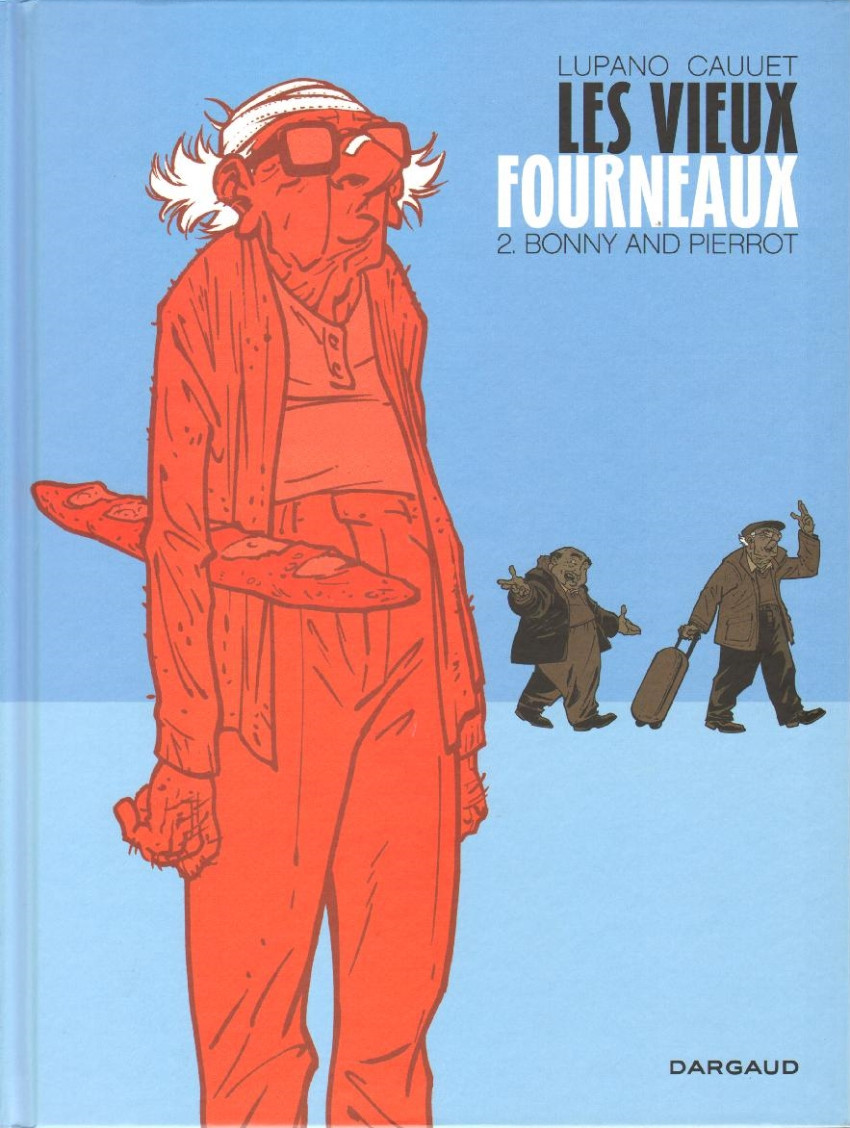 LUPANO CAUUET
LES VIEUX
FOURNEAUX
2. BONNY AND PIERROT
DARGAUD